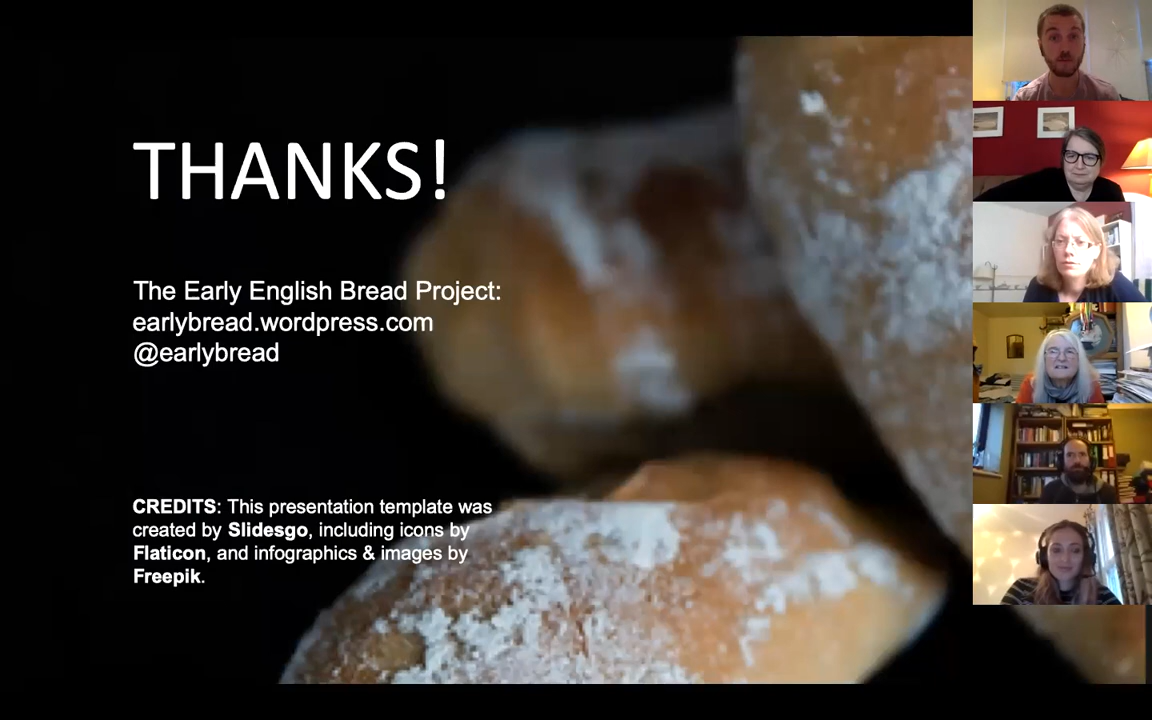 THANKS!
The Early English Bread Project:
earlybread.wordpress.com
@earlybread
CREDITS: This presentation template was
created by Slidesgo, including icons by
Flaticon, and infographics & images by
Freepik.